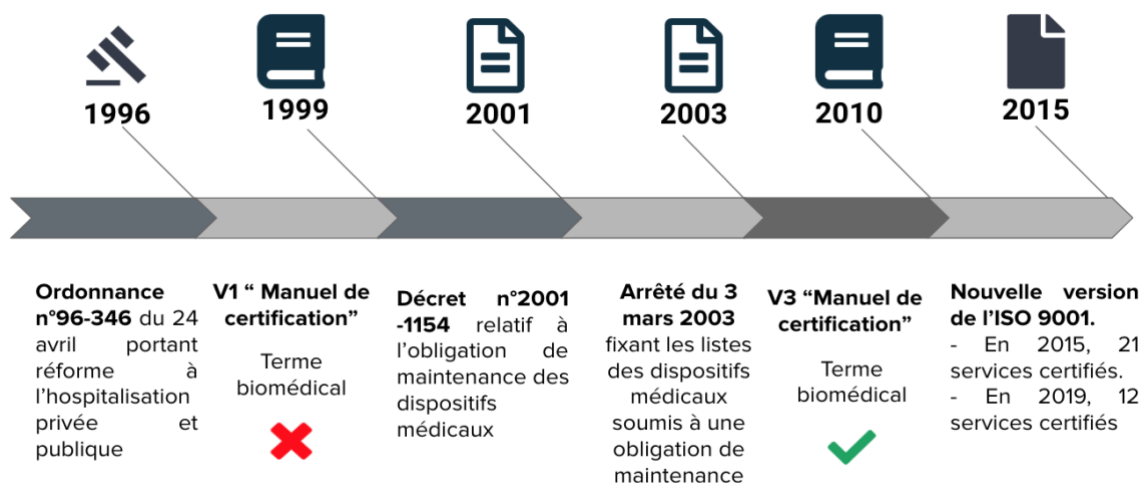 1996
1999
2001
2003
2010
2015
Ordonnance
n°96-346 du 24
avril portant
réforme à
l'hospitalisation
privée et
publique
V1 “ Manuel de
certification”
Terme
biomédical
Décret n°2001
-1154 relatif à
l'obligation de
maintenance des
dispositifs
médicaux
Arrêté du 3
mars 2003
fixant les listes
des dispositifs
médicaux
soumis à une
obligation de
maintenance
V3 “Manuel de
certification”
Terme
biomédical
Nouvelle version
de l'ISO 9001.
- En 2015, 21
services certifiés.
- En 2019, 12
services certifiés